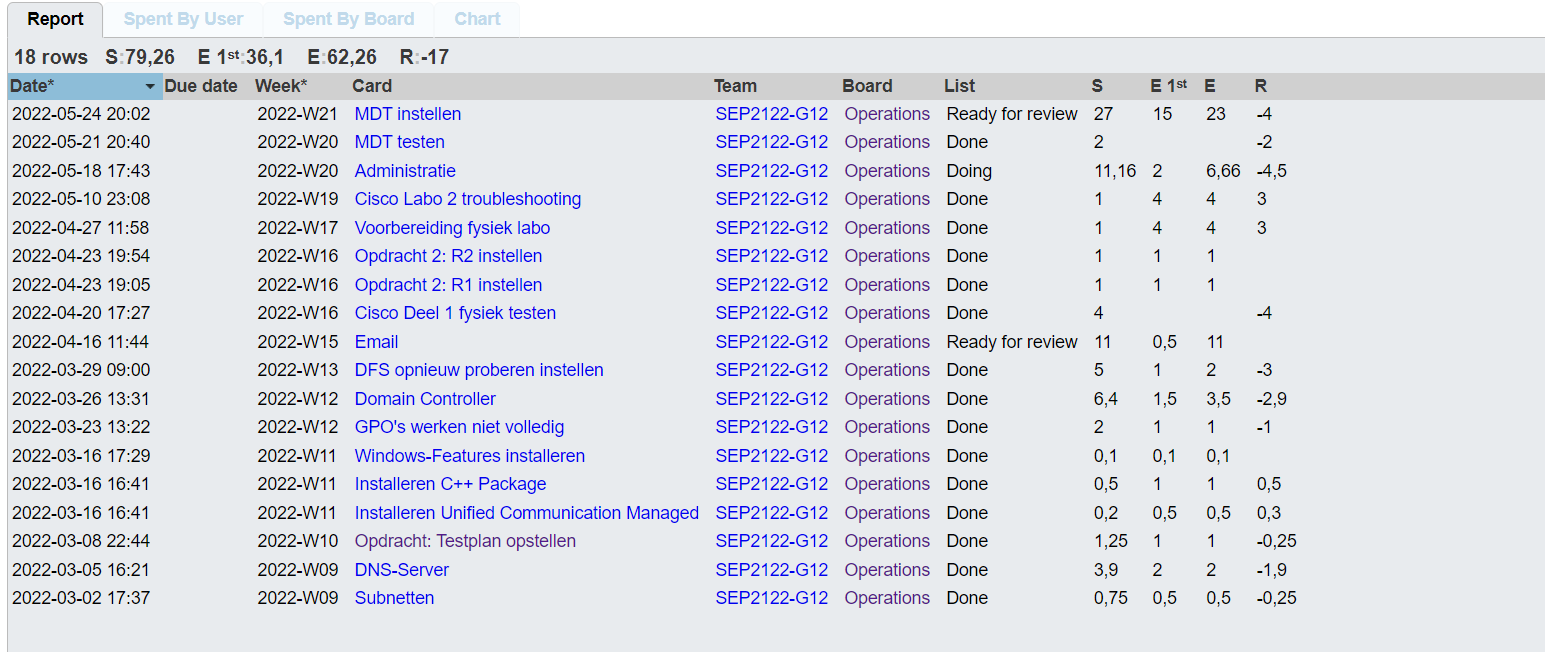 Report Spent By User Spent By Board Chart
18 rows S:79,26 E 1st:36,1 E:62,26 R:-17
Date* Due date Week* Card Team Board List S E 1st E R
2022-05-24 20:02 2022-W21 MDT instellen SEP2122-G12 Operations Ready for review 27 15 23 -4
2022-05-21 20:40 2022-W20 MDT testen SEP2122-G12 Operations Done 2 -2
2022-05-18 17:43 2022-W20 Administratie SEP2122-G12 Operations Doing 11,16 2 6,66 -4,5
2022-05-10 23:08 2022-W19 Cisco Labo 2 troubleshooting SEP2122-G12 Operations Done 1 4 4 3
2022-04-27 11:58 2022-W17 Voorbereiding fysiek labo SEP2122-G12 Operations Done 1 4 4 3
2022-04-23 19:54 2022-W16 Opdracht 2: R2 instellen SEP2122-G12 Operations Done 1 1 1
2022-04-23 19:05 2022-W16 Opdracht 2: R1 instellen SEP2122-G12 Operations Done 1 1 1
2022-04-20 17:27 2022-W16 Cisco Deel 1 fysiek testen SEP2122-G12 Operations Done 4 -4
2022-04-16 11:44 2022-W15 Email SEP2122-G12 Operations Ready for review 11 0,5 11
2022-03-29 09:00 2022-W13 DFS opnieuw proberen instellen SEP2122-G12 Operations Done 5 1 2 -3
2022-03-26 13:31 2022-W12 Domain Controller SEP2122-G12 Operations Done 6,4 1,5 3,5 -2,9
2022-03-23 13:22 2022-W12 GPO's werken niet volledig SEP2122-G12 Operations Done 2 1 1 -1
2022-03-16 17:29 2022-W11 Windows-Features installeren SEP2122-G12 Operations Done 0,1 0,1 0,1
2022-03-16 16:41 2022-W11 Installeren C++ Package SEP2122-G12 Operations Done 0,5 1 1 0,5
2022-03-16 16:41 2022-W11 Installeren Unified Communication Managed SEP2122-G12 Operations Done 0,2 0,5 0,5 0,3
2022-03-08 22:44 2022-W10 Opdracht: Testplan opstellen SEP2122-G12 Operations Done 1,25 1 1 -0,25
2022-03-05 16:21 2022-W09 DNS-Server SEP2122-G12 Operations Done 3,9 2 2 -1,9
2022-03-02 17:37 2022-W09 Subnetten SEP2122-G12 Operations Done 0,75 0,5 0,5 -0,25